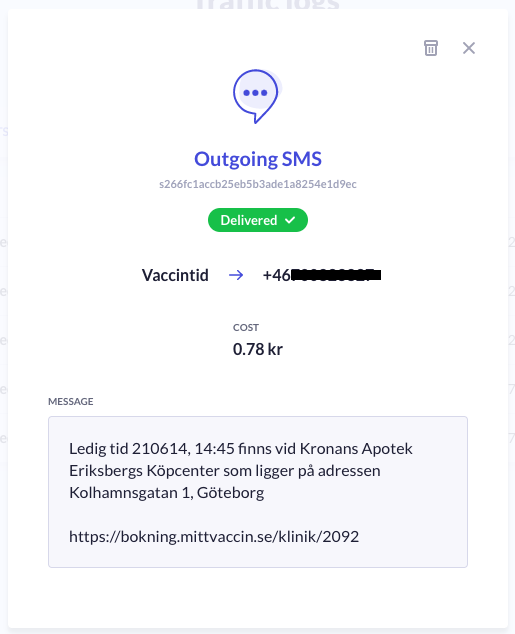 Traffic logs
Outgoing SMS
s266fc1accb25eb5b3ade1a8254e1d9ec
Delivered
Vaccintid → +46
COST
0.78 kr
MESSAGE
Ledig tid 210614, 14:45 finns vid Kronans Apotek
Eriksbergs Köpcenter som ligger på adressen
Kolhamnsgatan 1, Göteborg
https://bokning.mittvaccin.se/klinik/2092